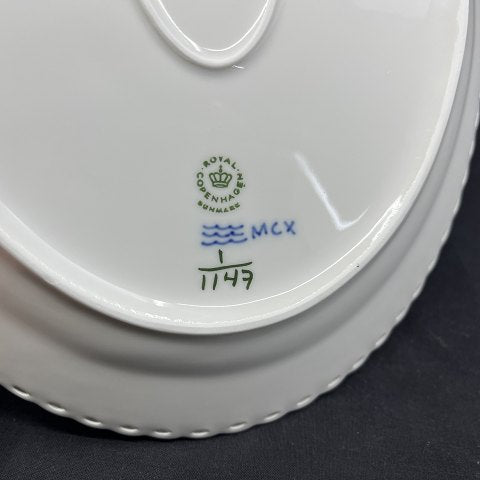 ROYAL
COPENHAGEN
DENMARK
MCX
1
1147